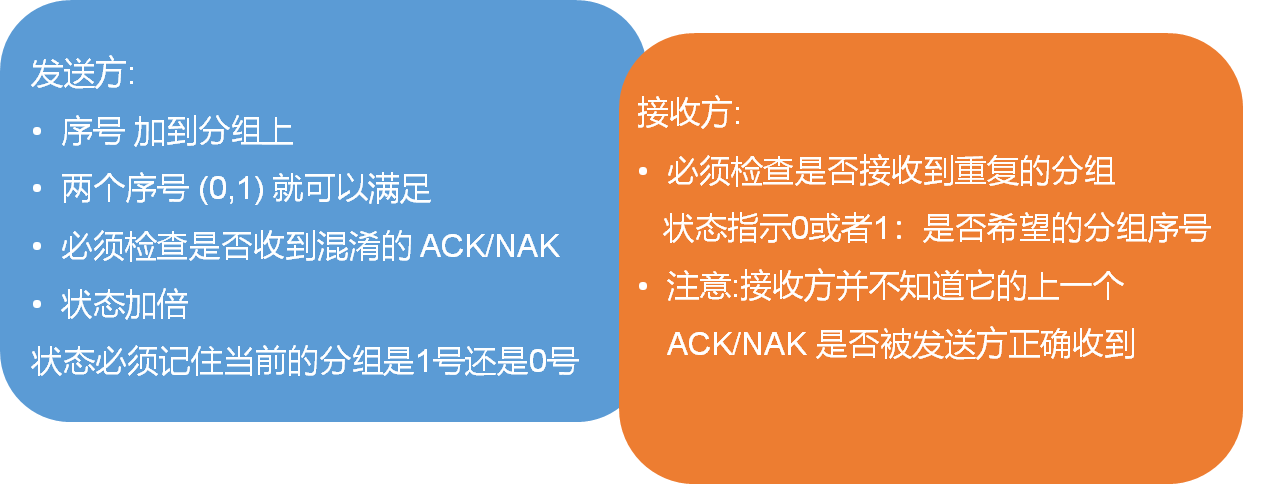 发送方:
• 序号 加到分组上
• 两个序号 (0,1) 就可以满足
• 必须检查是否收到混淆的 ACK/NAK
• 状态加倍
状态必须记住当前的分组是1号还是0号
接收方:
• 必须检查是否接收到重复的分组
状态指示0或者1：是否希望的分组序号
• 注意:接收方并不知道它的上一个
ACK/NAK 是否被发送方正确收到